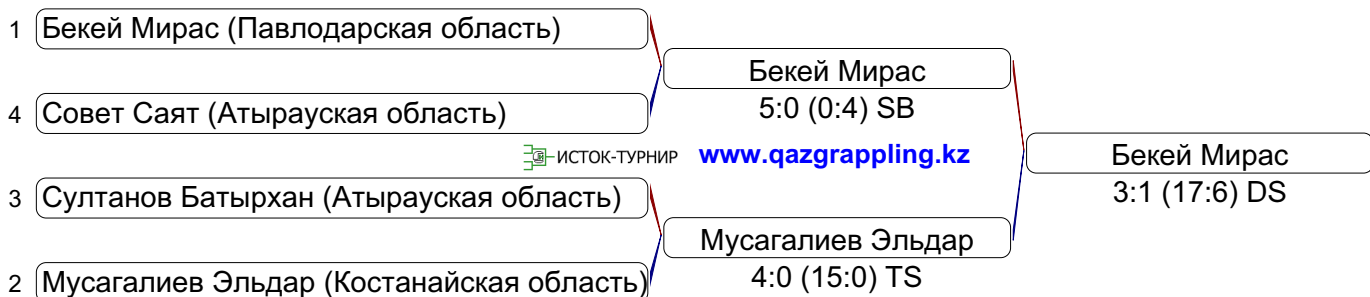 1 Бекей Мирас (Павлодарская область)
Бекей Мирас
4 Совет Саят (Атырауская область)
5:0 (0:4) SB
ИСТОК-ТУРНИР www.qazgrappling.kz
Бекей Мирас
3:1 (17:6) DS
3 Султанов Батырхан (Атырауская область)
Мусагалиев Эльдар
2 Мусагалиев Эльдар (Костанайская область)
4:0 (15:0) TS